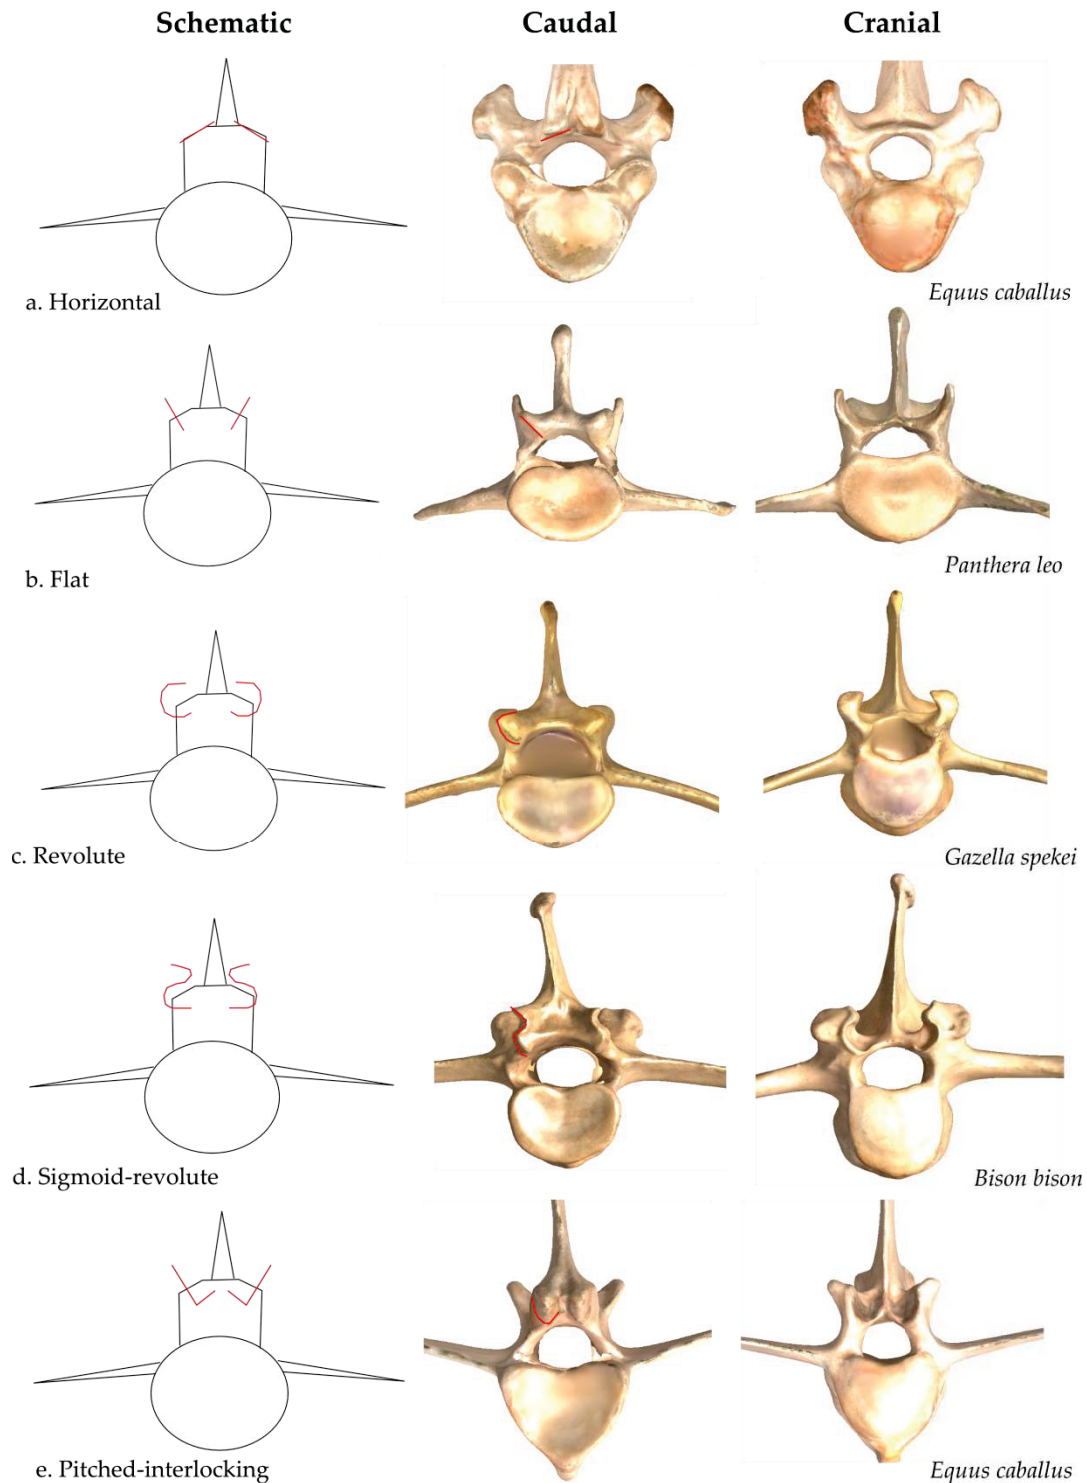 Schematic Caudal Cranial
a. Horizontal Equus caballus
b. Flat Panthera leo
c. Revolute Gazella spekei
d. Sigmoid-revolute Bison bison
e. Pitched-interlocking Equus caballus